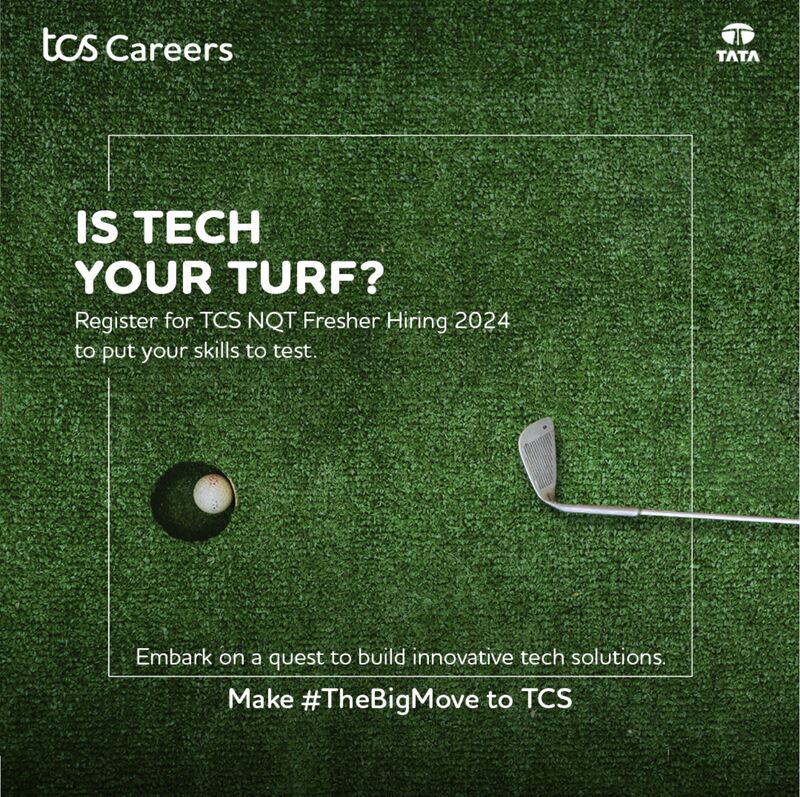 tcs Careers
TATA
IS TECH
YOUR TURF?
Register for TCS NQT Fresher Hiring 2024
to put your skills to test.
Embark on a quest to build innovative tech solutions.
Make #TheBigMove to TCS